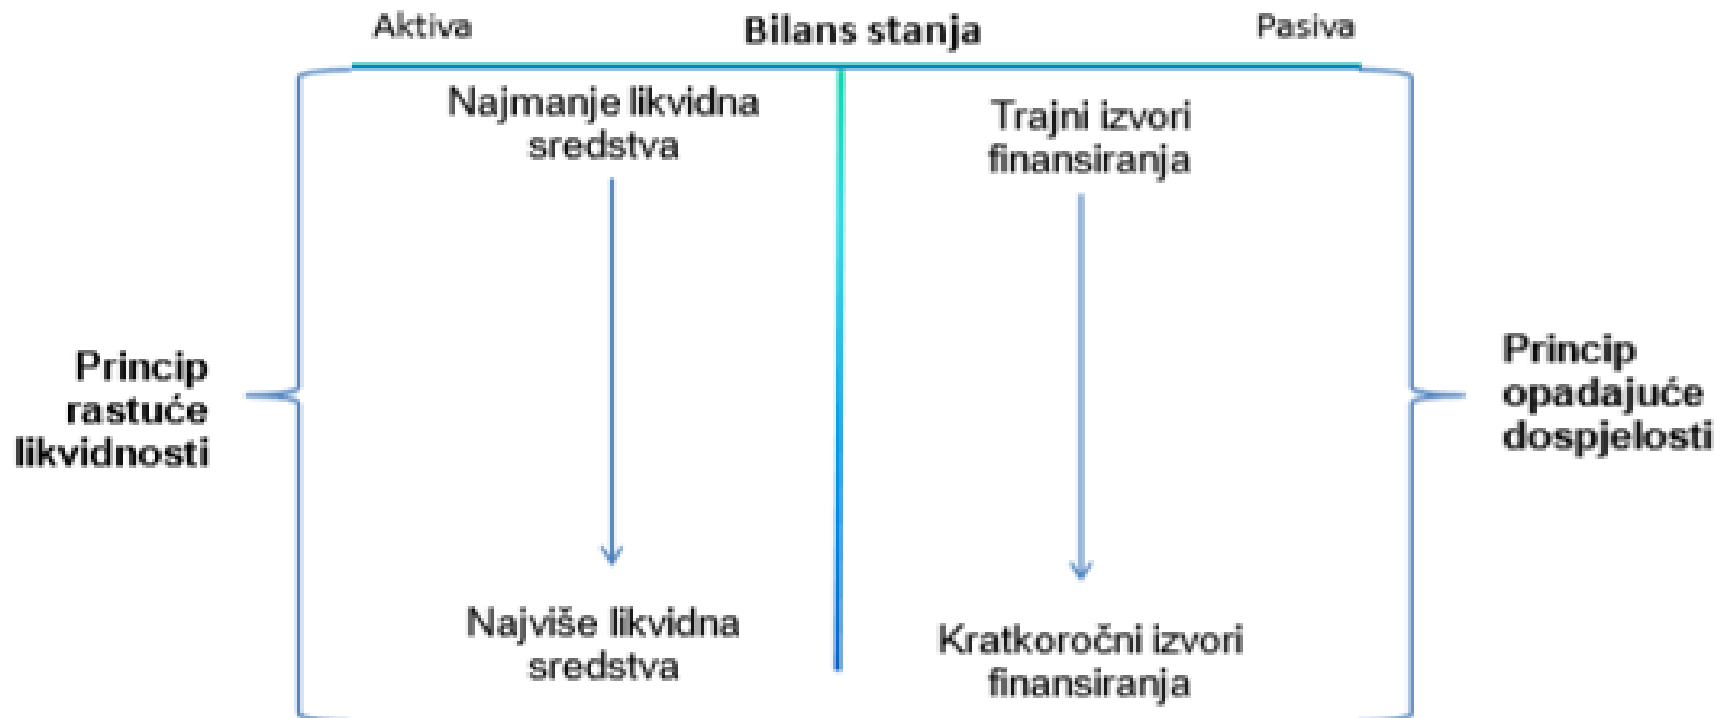 Aktiva
Bilans stanja
Pasiva
Najmanje likvidna
sredstva
Trajni izvori
finansiranja
Princip
rastuće
likvidnosti
Princip
opadajuće
dospjelosti
Najviše likvidna
sredstva
Kratkoročni izvori
finansiranja